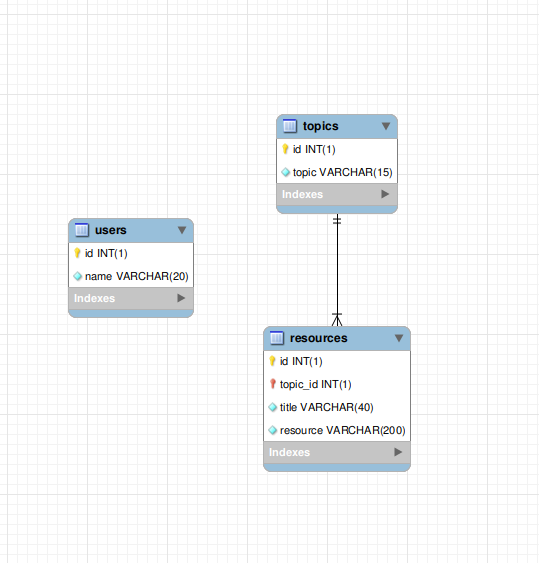 topics
id INT(1)
topic VARCHAR(15)
Indexes
users
id INT(1)
name VARCHAR(20)
Indexes
resources
id INT(1)
topic_id INT(1)
title VARCHAR(40)
resource VARCHAR(200)
Indexes